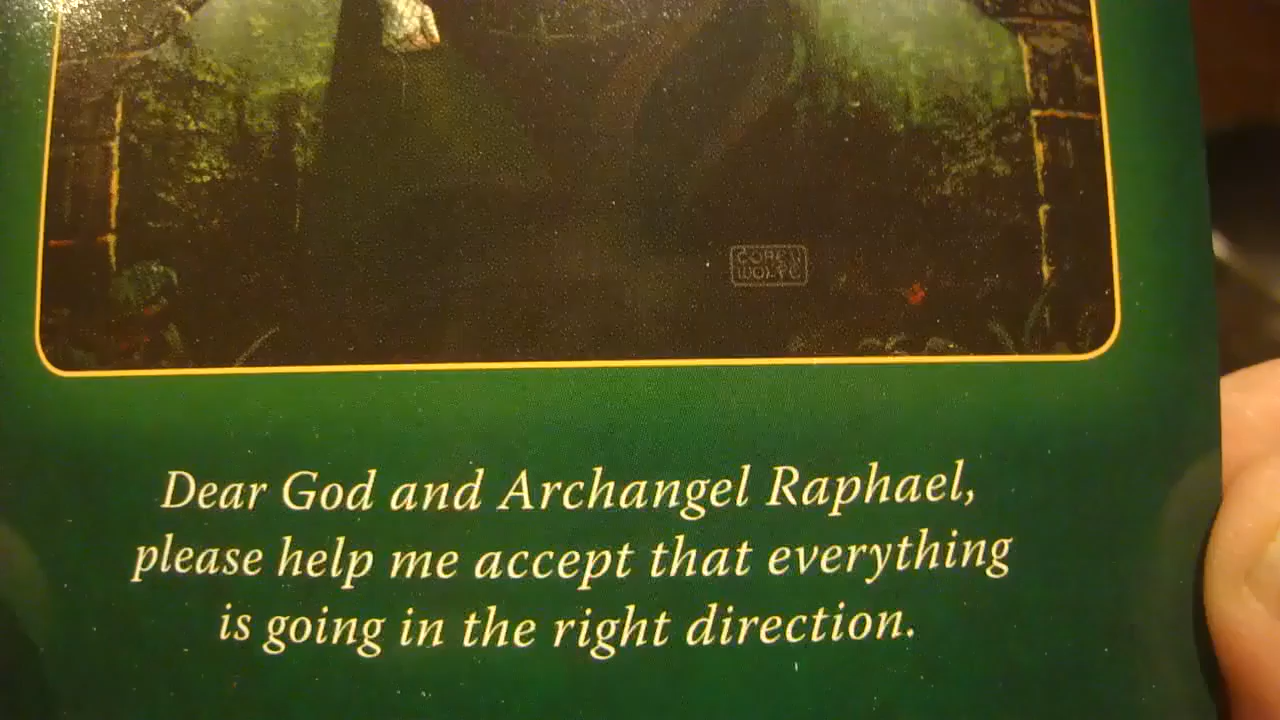 COREY
WOLFE
Dear God and Archangel Raphael,
please help me accept that everything
is going in the right direction.